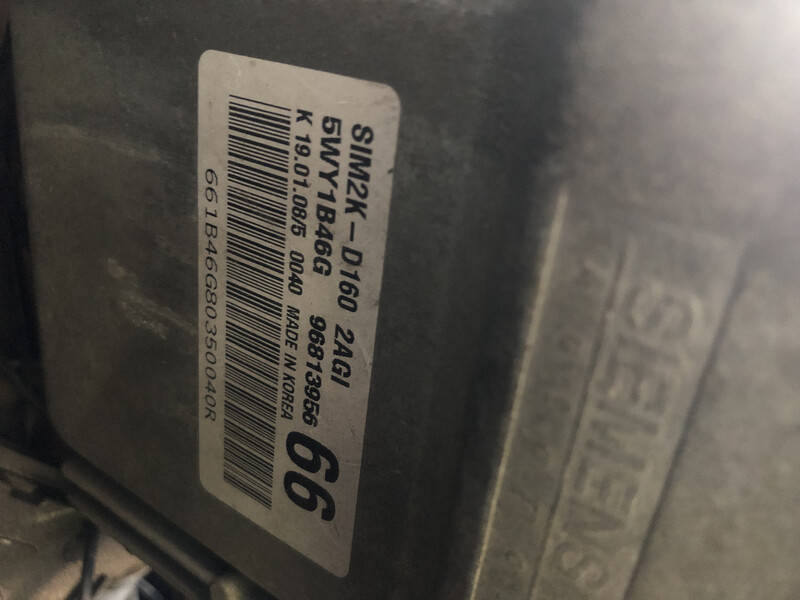 SIM2K-D160 2AGI
5WY1B46G 96813956
K 19.01.08/5 0040 MADE IN KOREA
66
661B46G80350040R
SIEMENS